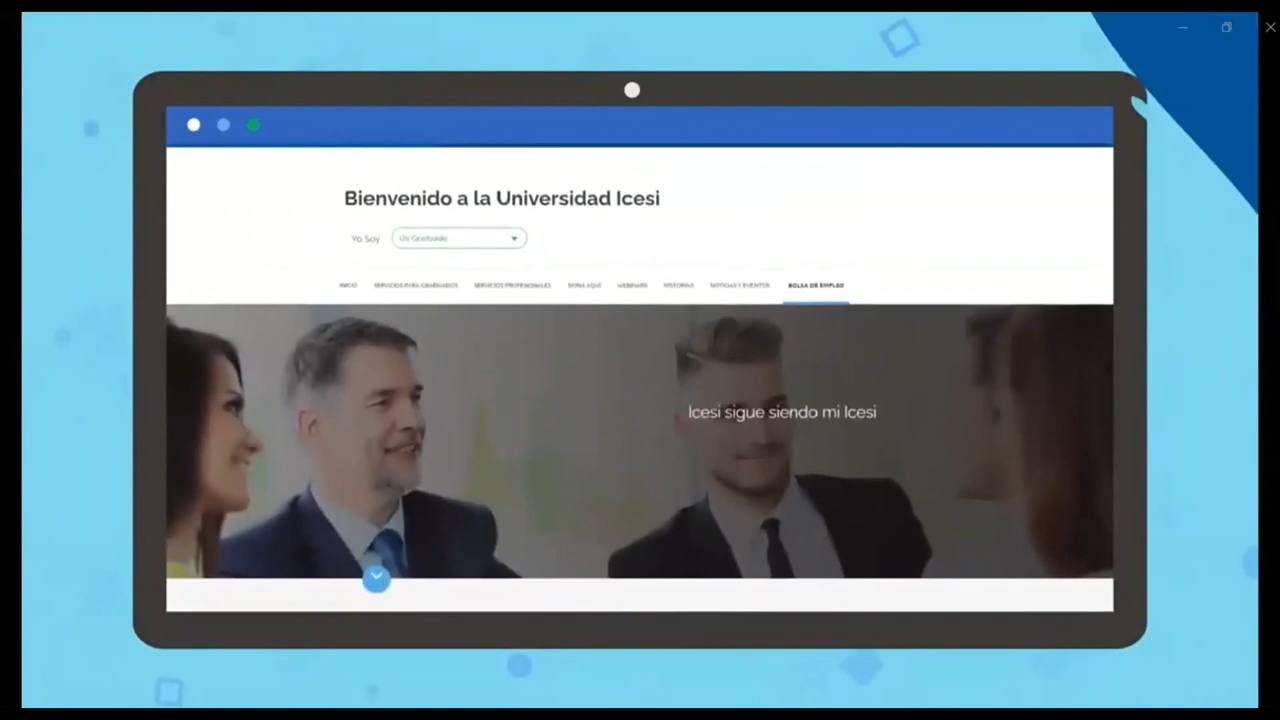 Bienvenido a la Universidad Icesi
Yo Soy Un Graduado
INICIO SERVICIOS PARA GRADUADOS SERVICIOS PROFESIONALES DONA AQUÍ WEBINARS HISTORIAS NOTICIAS Y EVENTOS BOLSA DE EMPLEO
Icesi sigue siendo mi Icesi